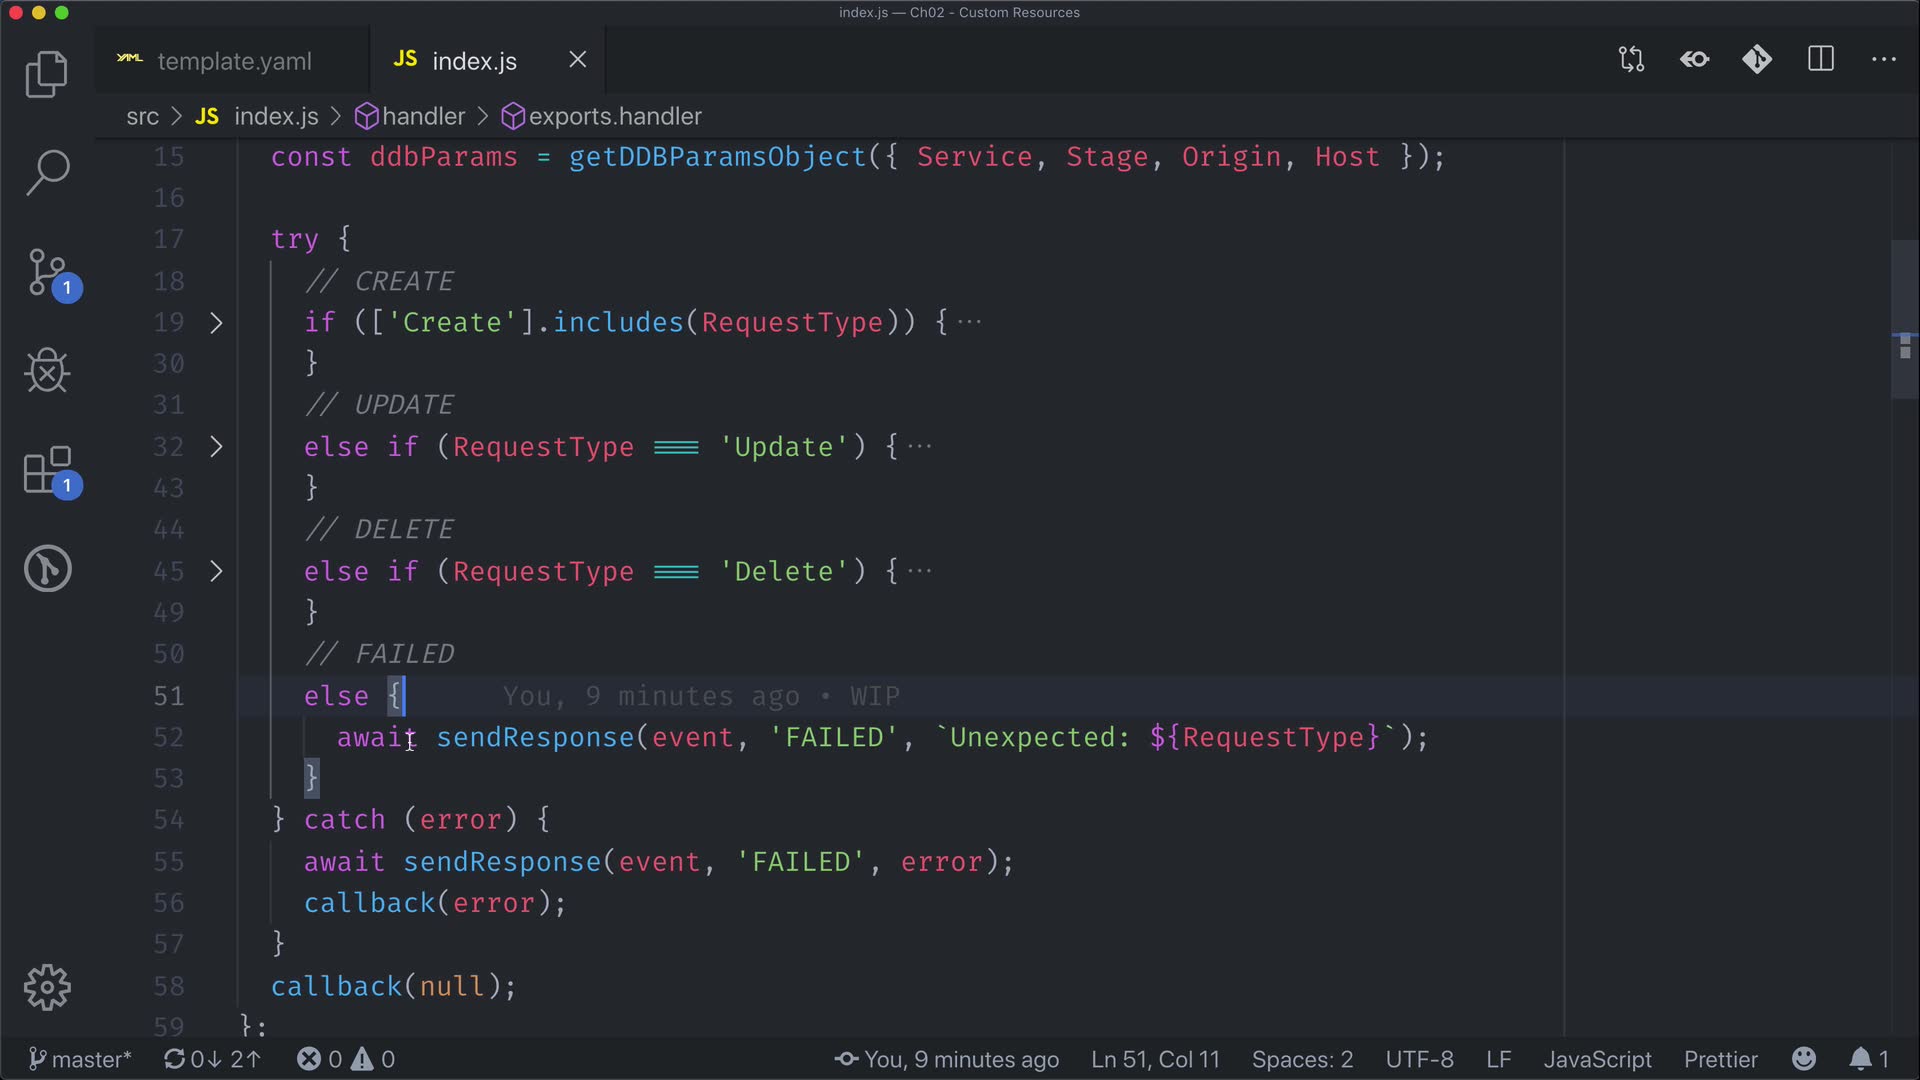 index.js — Ch02 - Custom Resources
YAML template.yaml
JS index.js
src > JS index.js > handler > exports.handler
15 const ddbParams = getDDBParamsObject({ Service, Stage, Origin, Host });
16
17 try {
18 // CREATE
19 if (['Create'].includes(RequestType)) {···
30 }
31 // UPDATE
32 else if (RequestType === 'Update') {···
43 }
44 // DELETE
45 else if (RequestType === 'Delete') {···
49 }
50 // FAILED
51 else { You, 9 minutes ago • WIP
52 await sendResponse(event, 'FAILED', `Unexpected: ${RequestType}`);
53 }
54 } catch (error) {
55 await sendResponse(event, 'FAILED', error);
56 callback(error);
57 }
58 callback(null);
59 };
1
1
master* 0↓ 2↑ 0 0 You, 9 minutes ago Ln 51, Col 11 Spaces: 2 UTF-8 LF JavaScript Prettier 1